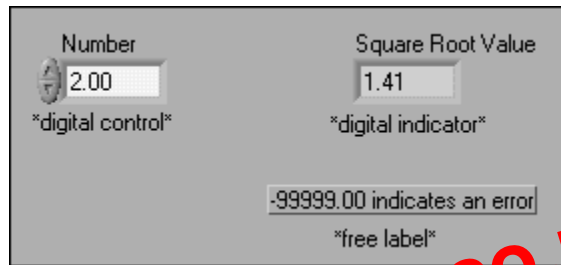 Number
Square Root Value
2.00
1.41
*digital control*
*digital indicator*
-99999.00 indicates an error
*free label*